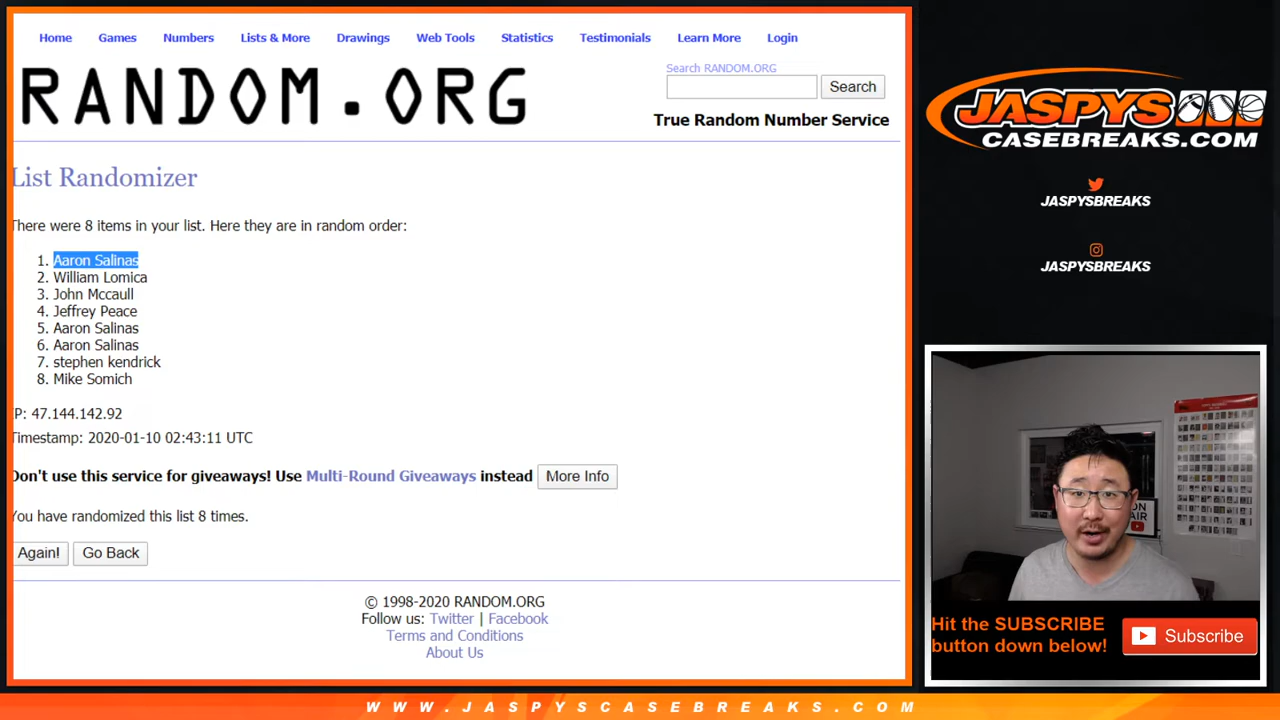 Home Games Numbers Lists & More Drawings Web Tools Statistics Testimonials Learn More Login
RANDOM.ORG
Search RANDOM.ORG
Search
True Random Number Service
List Randomizer
There were 8 items in your list. Here they are in random order:
1. Aaron Salinas
2. William Lomica
3. John Mccaull
4. Jeffrey Peace
5. Aaron Salinas
6. Aaron Salinas
7. stephen kendrick
8. Mike Somich
IP: 47.144.142.92
Timestamp: 2020-01-10 02:43:11 UTC
Don't use this service for giveaways! Use Multi-Round Giveaways instead More Info
You have randomized this list 8 times.
Again! Go Back
© 1998-2020 RANDOM.ORG
Follow us: Twitter | Facebook
Terms and Conditions
About Us
JASPYS
CASEBREAKS.COM
JASPYSBREAKS
JASPYSBREAKS
ON
AIR
Hit the SUBSCRIBE
button down below!
Subscribe
WWW.JASPYSCASEBREAKS.COM